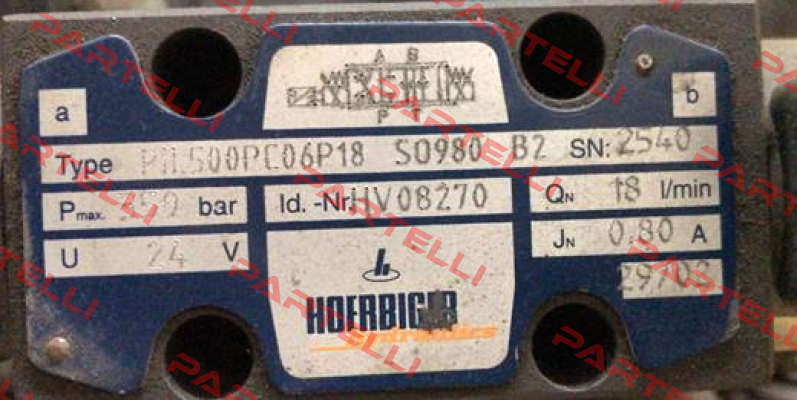 A B
P T
a
b
Type S0980 B2 SN: 2540
Pmax. 350 bar
Id. -Nr. HV08270
QN 18 l/min
U 24 V
JN 0.80 A
HOERBIGER
PARTELLI